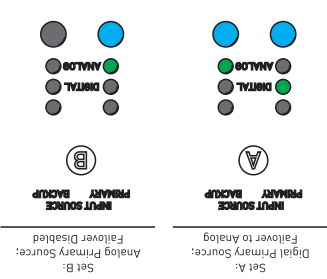 Set A:
Digial Primary Source;
Failover to Analog
INPUT SOURCE
PRIMARY BACKUP
A
DIGITAL
ANALOG
Set B:
Analog Primary Source;
Failover Disabled
INPUT SOURCE
PRIMARY BACKUP
B
DIGITAL
ANALOG